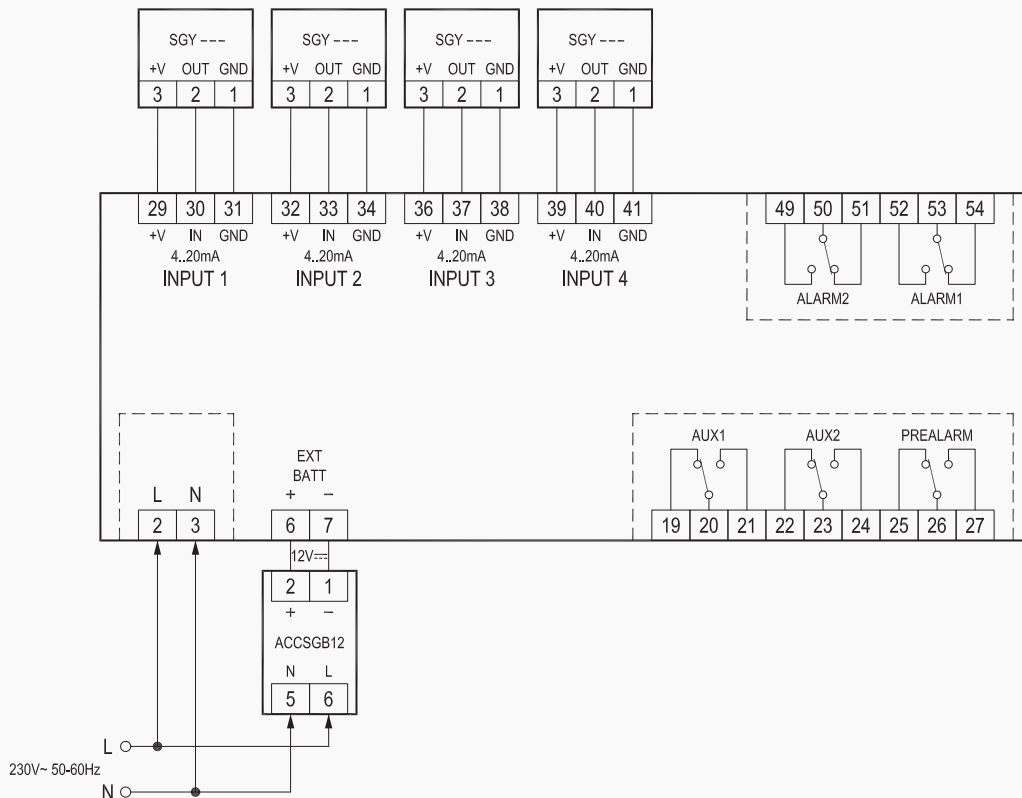 SGY --- SGY --- SGY --- SGY ---
+V OUT GND +V OUT GND +V OUT GND +V OUT GND
3 2 1 3 2 1 3 2 1 3 2 1
29 30 31 32 33 34 36 37 38 39 40 41 49 50 51 52 53 54
+V IN GND +V IN GND +V IN GND +V IN GND
4..20mA 4..20mA 4..20mA 4..20mA
INPUT 1 INPUT 2 INPUT 3 INPUT 4
ALARM2 ALARM1
AUX1 AUX2 PREALARM
EXT
BATT
L N + −
2 3 6 7 19 20 21 22 23 24 25 26 27
12V⎓
2 1
+ −
ACCSGB12
N L
5 6
L
230V~ 50-60Hz
N